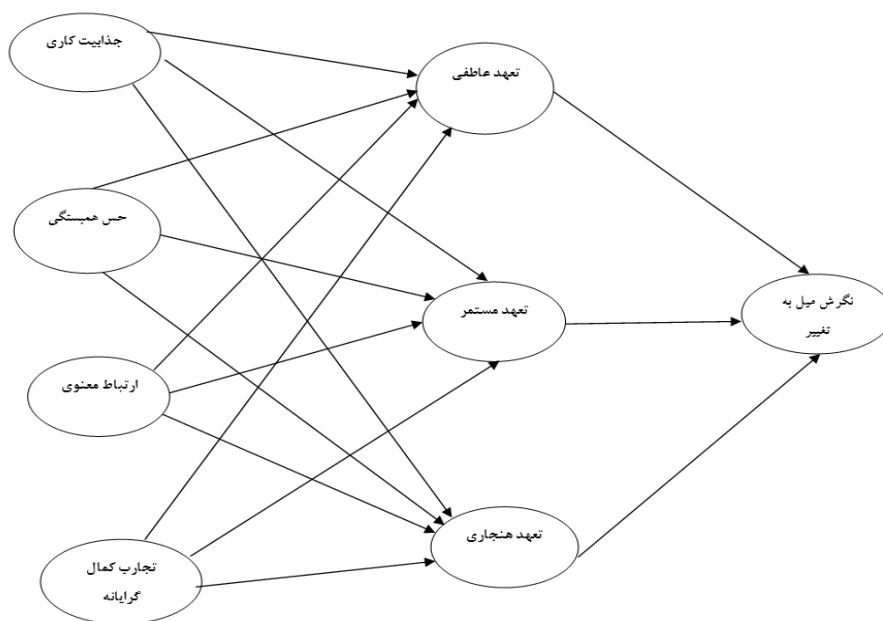 جذابیت کاری
تعهد عاطفی
حس همبستگی
نگرش میل به
تغییر
تعهد مستمر
ارتباط معنوی
تعهد هنجاری
تجارب کمال
گرایانه